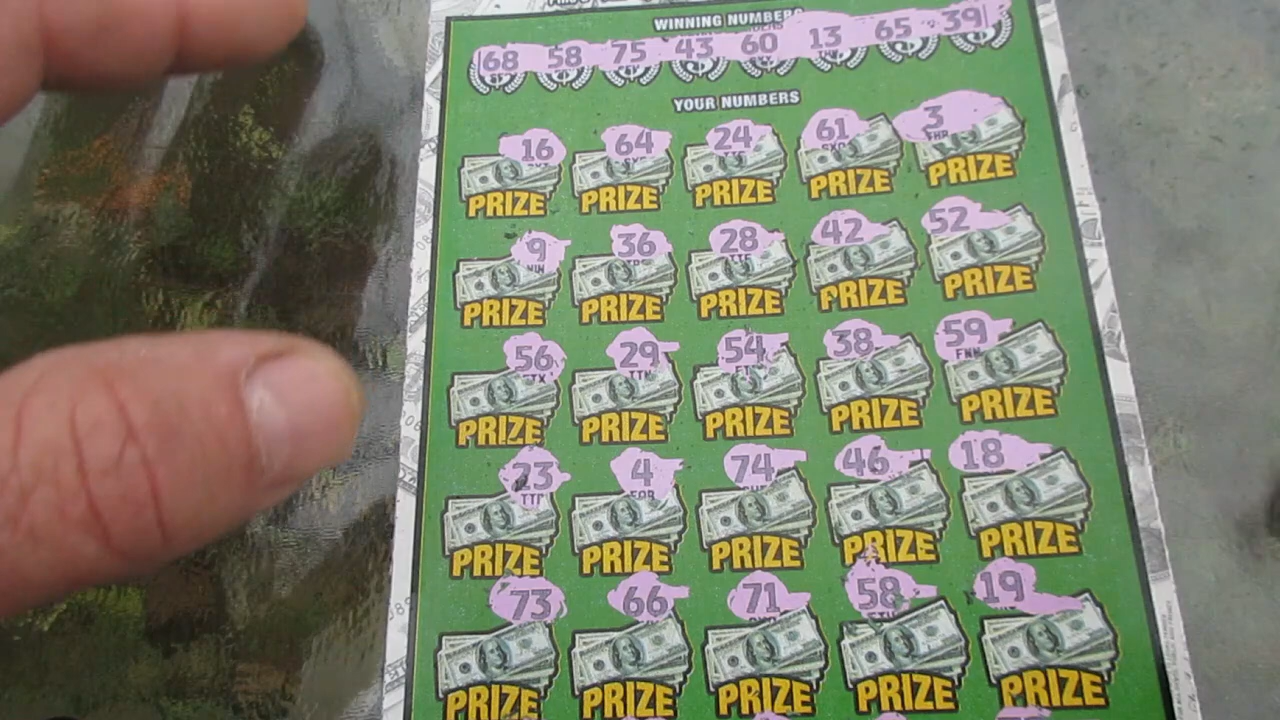 WINNING NUMBERS
68 58 75 43 60 13 65 39
YOUR NUMBERS
16 64 24 61 3
PRIZE PRIZE PRIZE PRIZE PRIZE
9 36 28 42 52
PRIZE PRIZE PRIZE PRIZE PRIZE
56 29 54 38 59
PRIZE PRIZE PRIZE PRIZE PRIZE
23 4 74 46 18
PRIZE PRIZE PRIZE PRIZE PRIZE
73 66 71 58 19
PRIZE PRIZE PRIZE PRIZE PRIZE